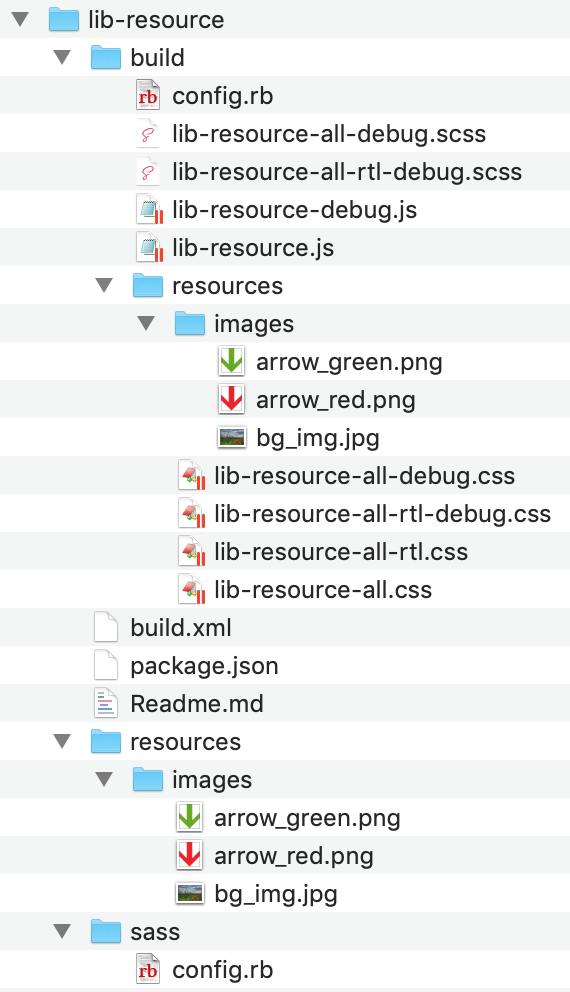 lib-resource
build
config.rb
lib-resource-all-debug.scss
lib-resource-all-rtl-debug.scss
lib-resource-debug.js
lib-resource.js
resources
images
arrow_green.png
arrow_red.png
bg_img.jpg
lib-resource-all-debug.css
lib-resource-all-rtl-debug.css
lib-resource-all-rtl.css
lib-resource-all.css
build.xml
package.json
Readme.md
resources
images
arrow_green.png
arrow_red.png
bg_img.jpg
sass
config.rb